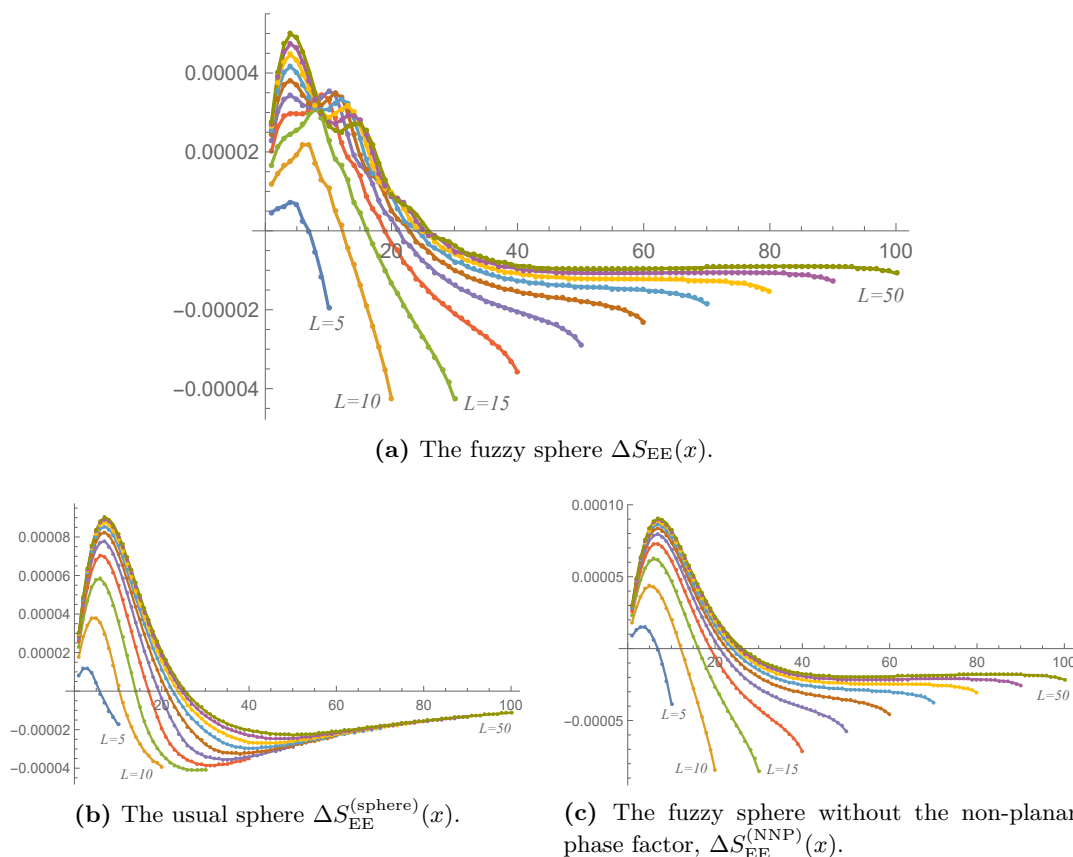 0.00004
0.00002
20 40 60 80 100
−0.00002
−0.00004
L=5
L=10
L=15
L=50
(a) The fuzzy sphere ΔS_EE(x).
0.00008
0.00006
0.00004
0.00002
20 40 60 80 100
−0.00002
−0.00004
L=5
L=10
L=50
(b) The usual sphere ΔS_EE^(sphere)(x).
0.00010
0.00005
20 40 60 80 100
−0.00005
L=5
L=10
L=15
L=50
(c) The fuzzy sphere without the non-planar
phase factor, ΔS_EE^(NNP)(x).